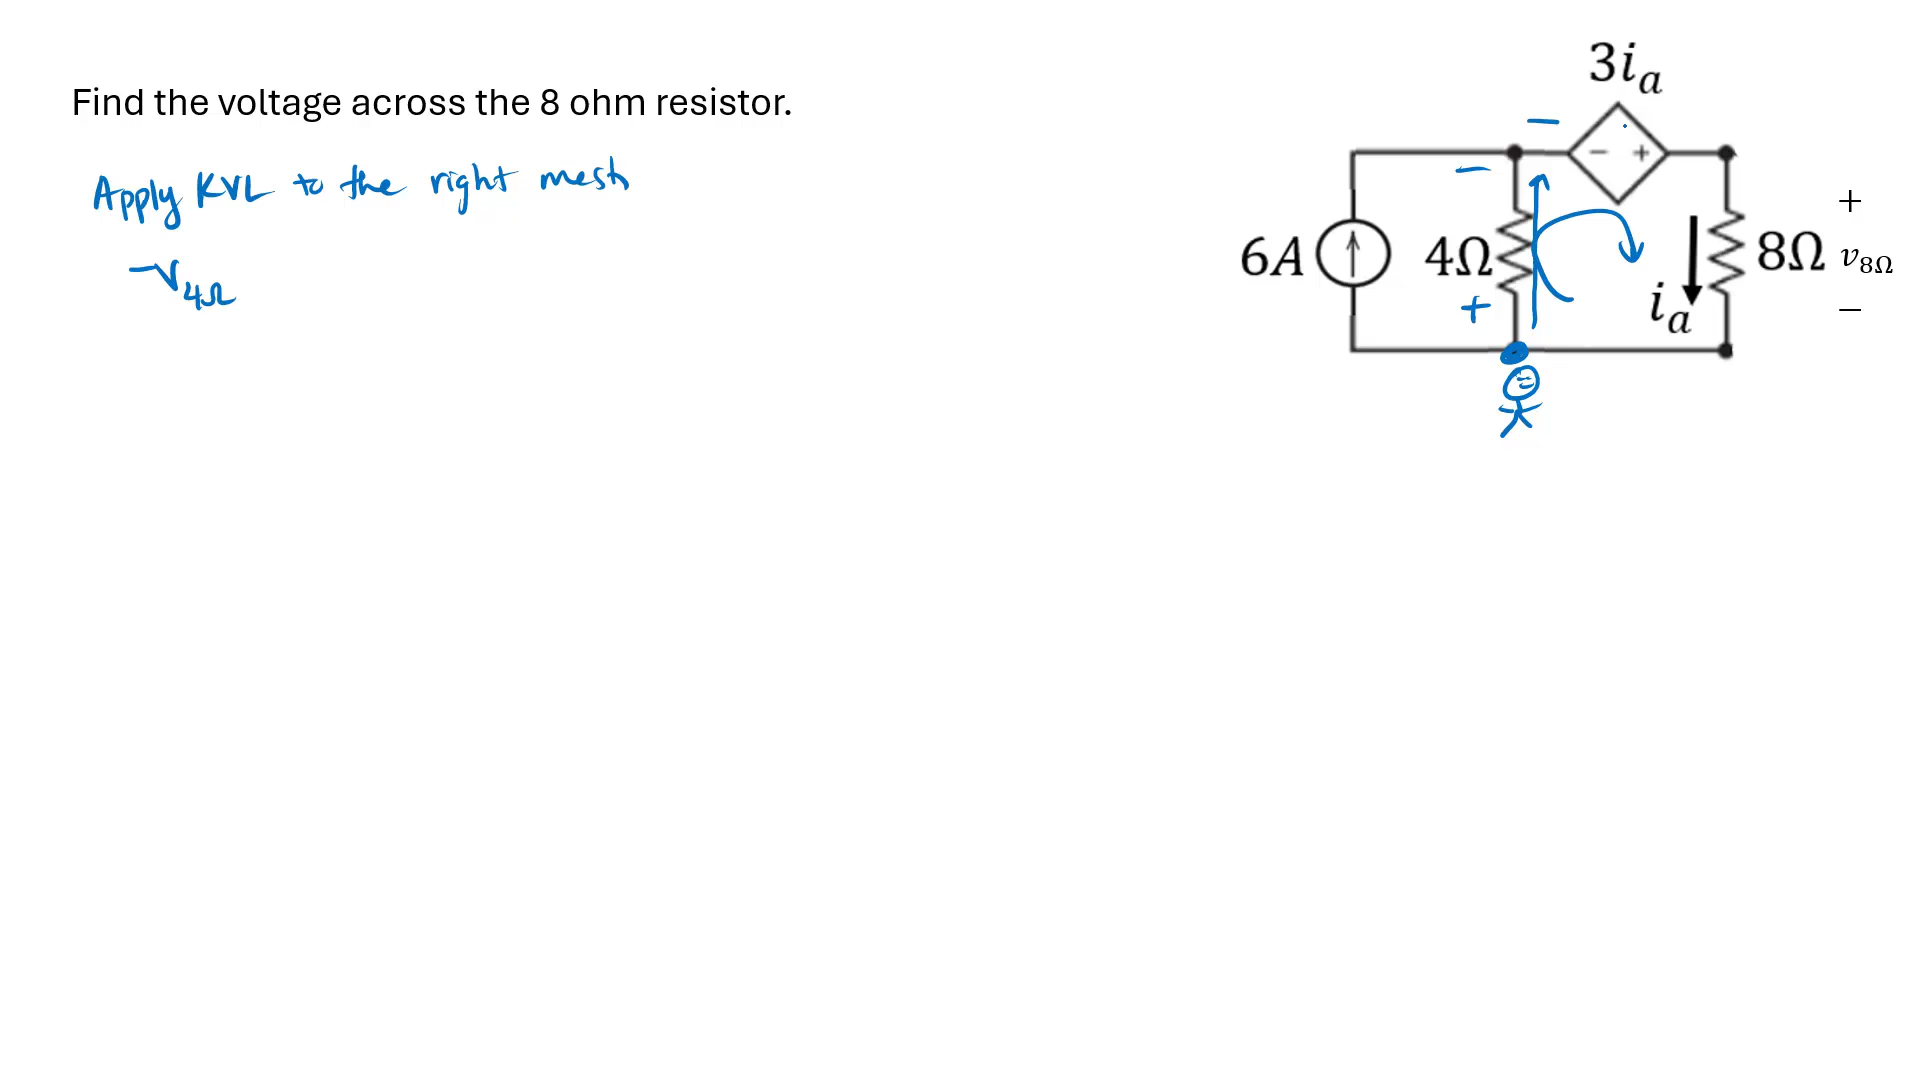 Find the voltage across the 8 ohm resistor.
Apply KVL to the right mesh
-V4Ω
3ia
− − +
−
6A 4Ω 8Ω
+
v8Ω
−
ia
+